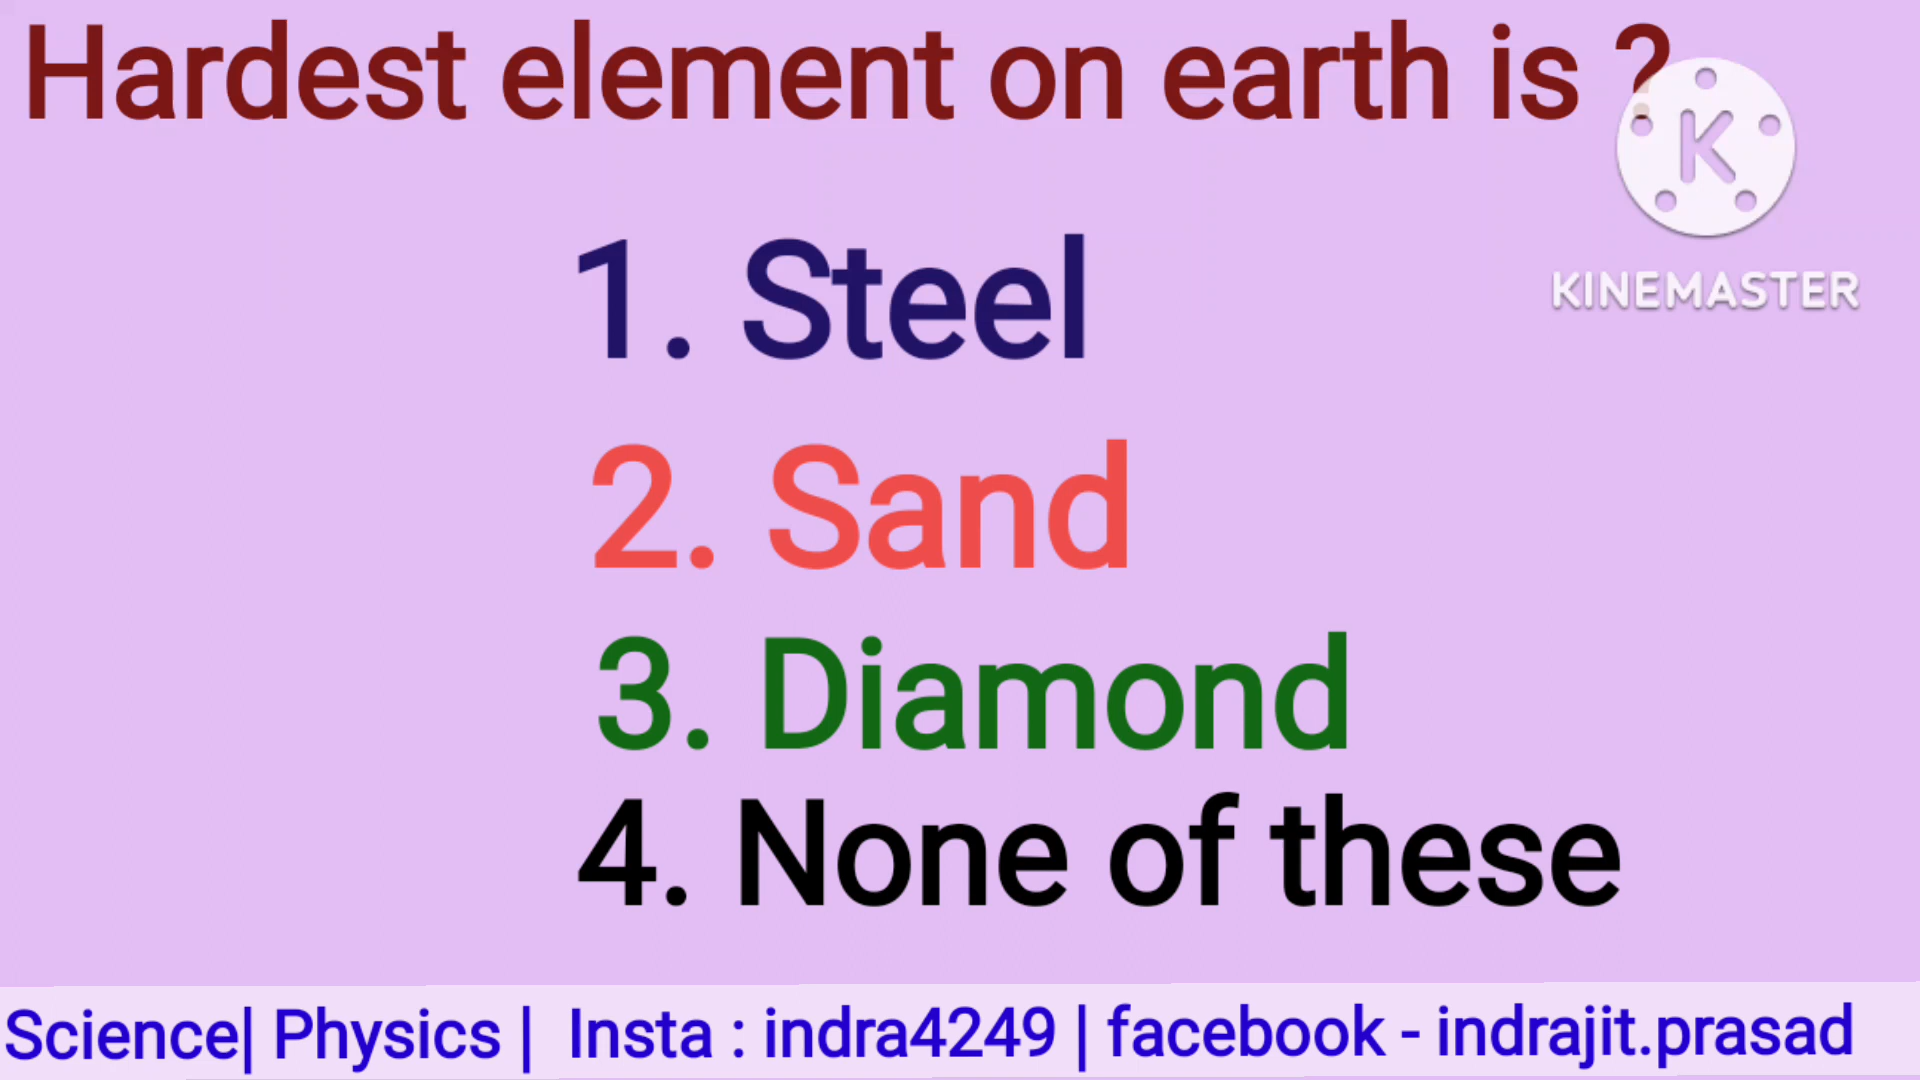 Hardest element on earth is ?
K
KINEMASTER
1. Steel
2. Sand
3. Diamond
4. None of these
Science| Physics | Insta : indra4249 | facebook - indrajit.prasad